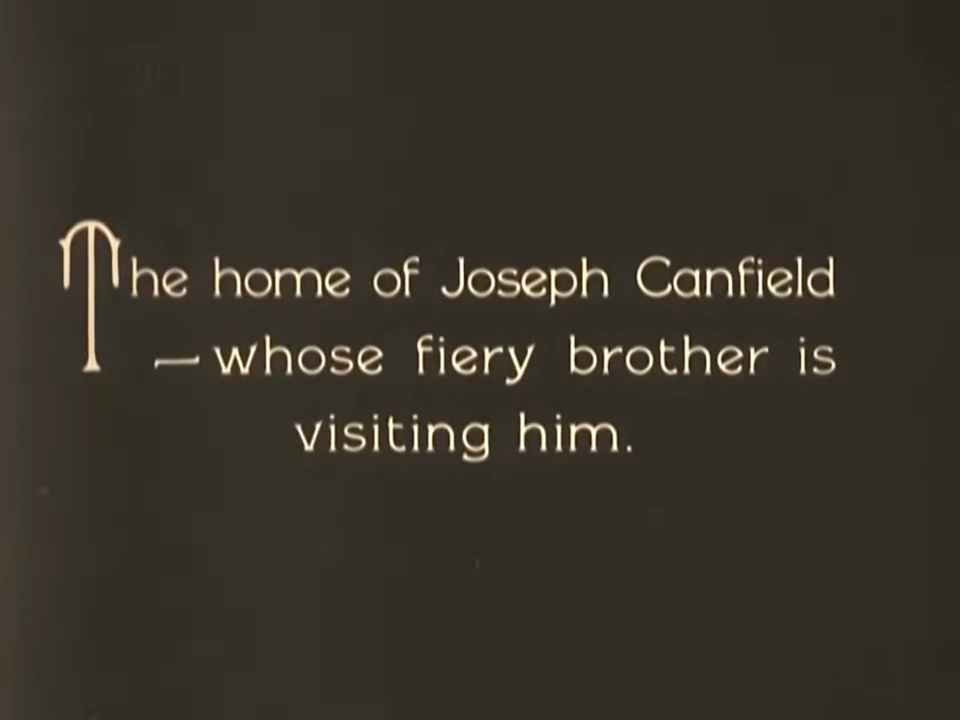 The home of Joseph Canfield
— whose fiery brother is
visiting him.